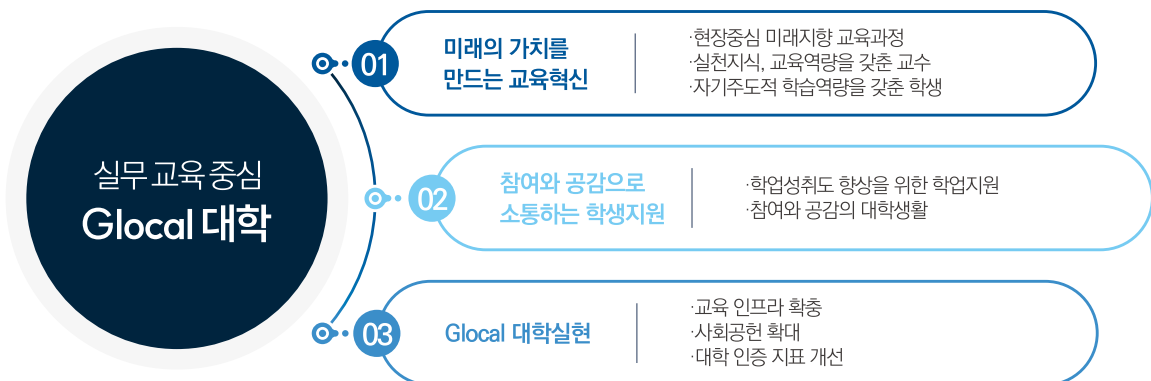 실무 교육 중심
Glocal 대학
01
미래의 가치를
만드는 교육혁신
·현장중심 미래지향 교육과정
·실천지식, 교육역량을 갖춘 교수
·자기주도적 학습역량을 갖춘 학생
02
참여와 공감으로
소통하는 학생지원
·학업성취도 향상을 위한 학업지원
·참여와 공감의 대학생활
03
Glocal 대학실현
·교육 인프라 확충
·사회공헌 확대
·대학 인증 지표 개선